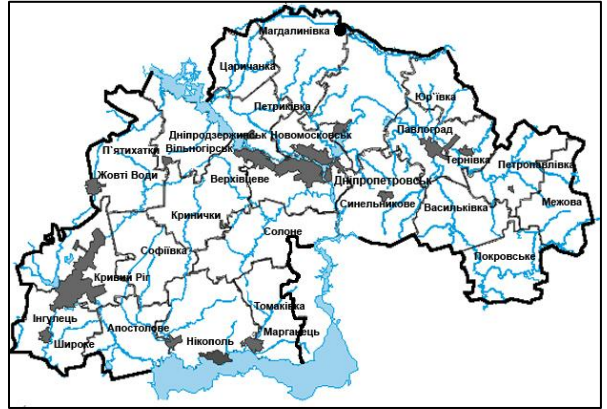 Магдалинівка
Царичанка
Петриківка
Юр'ївка
Дніпродзержинськ Новомосковськ
Павлоград
П'ятихатки
Вільногірськ
Тернівка
Петропавлівка
Жовті Води
Верхівцеве
Дніпропетровськ
Синельникове
Васильківка
Межова
Кринички
Солоне
Софіївка
Покровське
Кривий Ріг
Томаківка
Інгулець
Апостолове
Широке
Нікополь
Марганець